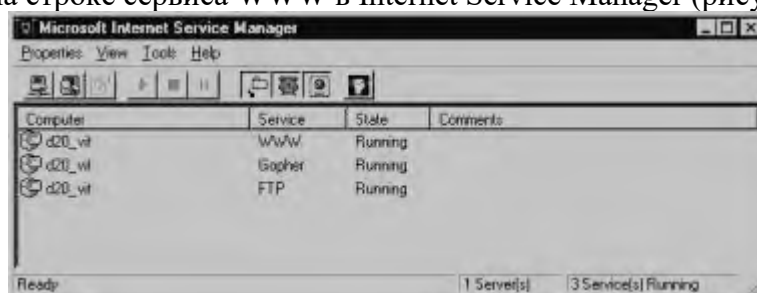 на строке сервиса WWW в Internet Service Manager (рису
Microsoft Internet Service Manager
Properties View Tools Help
Computer Service State Comments
d20_vit WWW Running
d20_vit Gopher Running
d20_vit FTP Running
Ready 1 Server(s) 3 Service(s) Running